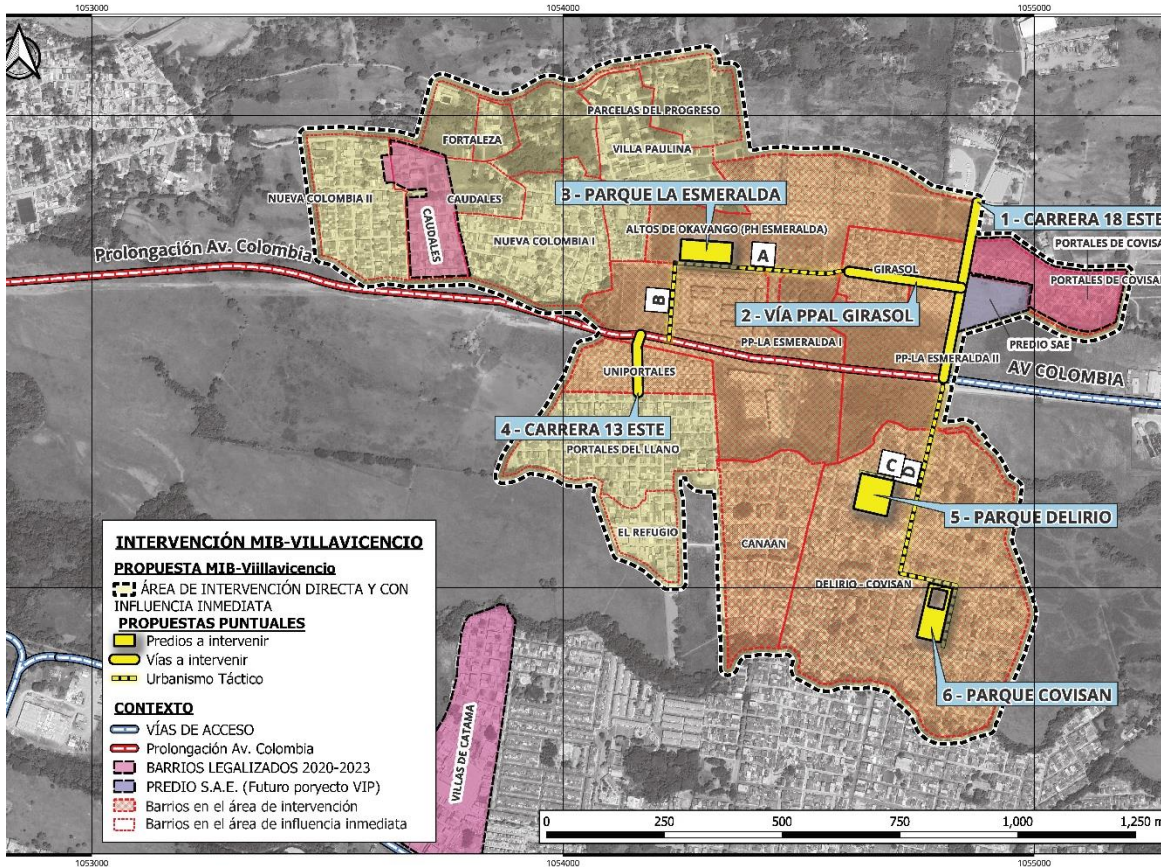 1053000
1054000
1055000
PARCELAS DEL PROGRESO
FORTALEZA
VILLA PAULINA
3 - PARQUE LA ESMERALDA
NUEVA COLOMBIA II
CAUDALES
CAUDALES
1 - CARRERA 18 ESTE
ALTOS DE OKAVANGO (PH ESMERALDA)
NUEVA COLOMBIA I
PORTALES DE COVISA
Prolongación Av. Colombia
A
GIRASOL
PORTALES DE COVISAN
B
2 - VÍA PPAL GIRASOL
PP-LA ESMERALDA I
PREDIO SAE
PP-LA ESMERALDA II
AV COLOMBIA
UNIPORTALES
4 - CARRERA 13 ESTE
PORTALES DEL LLANO
C
D
5 - PARQUE DELIRIO
EL REFUGIO
CANAÁN
DELIRIO - COVISAN
6 - PARQUE COVISAN
VILLAS DE CATAMA
INTERVENCIÓN MIB-VILLAVICENCIO
PROPUESTA MIB-Viillavicencio
ÁREA DE INTERVENCIÓN DIRECTA Y CON
INFLUENCIA INMEDIATA
PROPUESTAS PUNTUALES
Predios a intervenir
Vías a intervenir
Urbanismo Táctico
CONTEXTO
VÍAS DE ACCESO
Prolongación Av. Colombia
BARRIOS LEGALIZADOS 2020-2023
PREDIO S.A.E. (Futuro poryecto VIP)
Barrios en el área de intervención
Barrios en el área de influencia inmediata
0
250
500
750
1,000
1,250 m
1053000
1054000
1055000